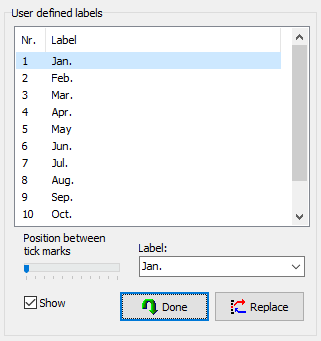 User defined labels
Nr. Label
1 Jan.
2 Feb.
3 Mar.
4 Apr.
5 May
6 Jun.
7 Jul.
8 Aug.
9 Sep.
10 Oct.
Position between
tick marks
Label:
Jan.
Show
Done
Replace